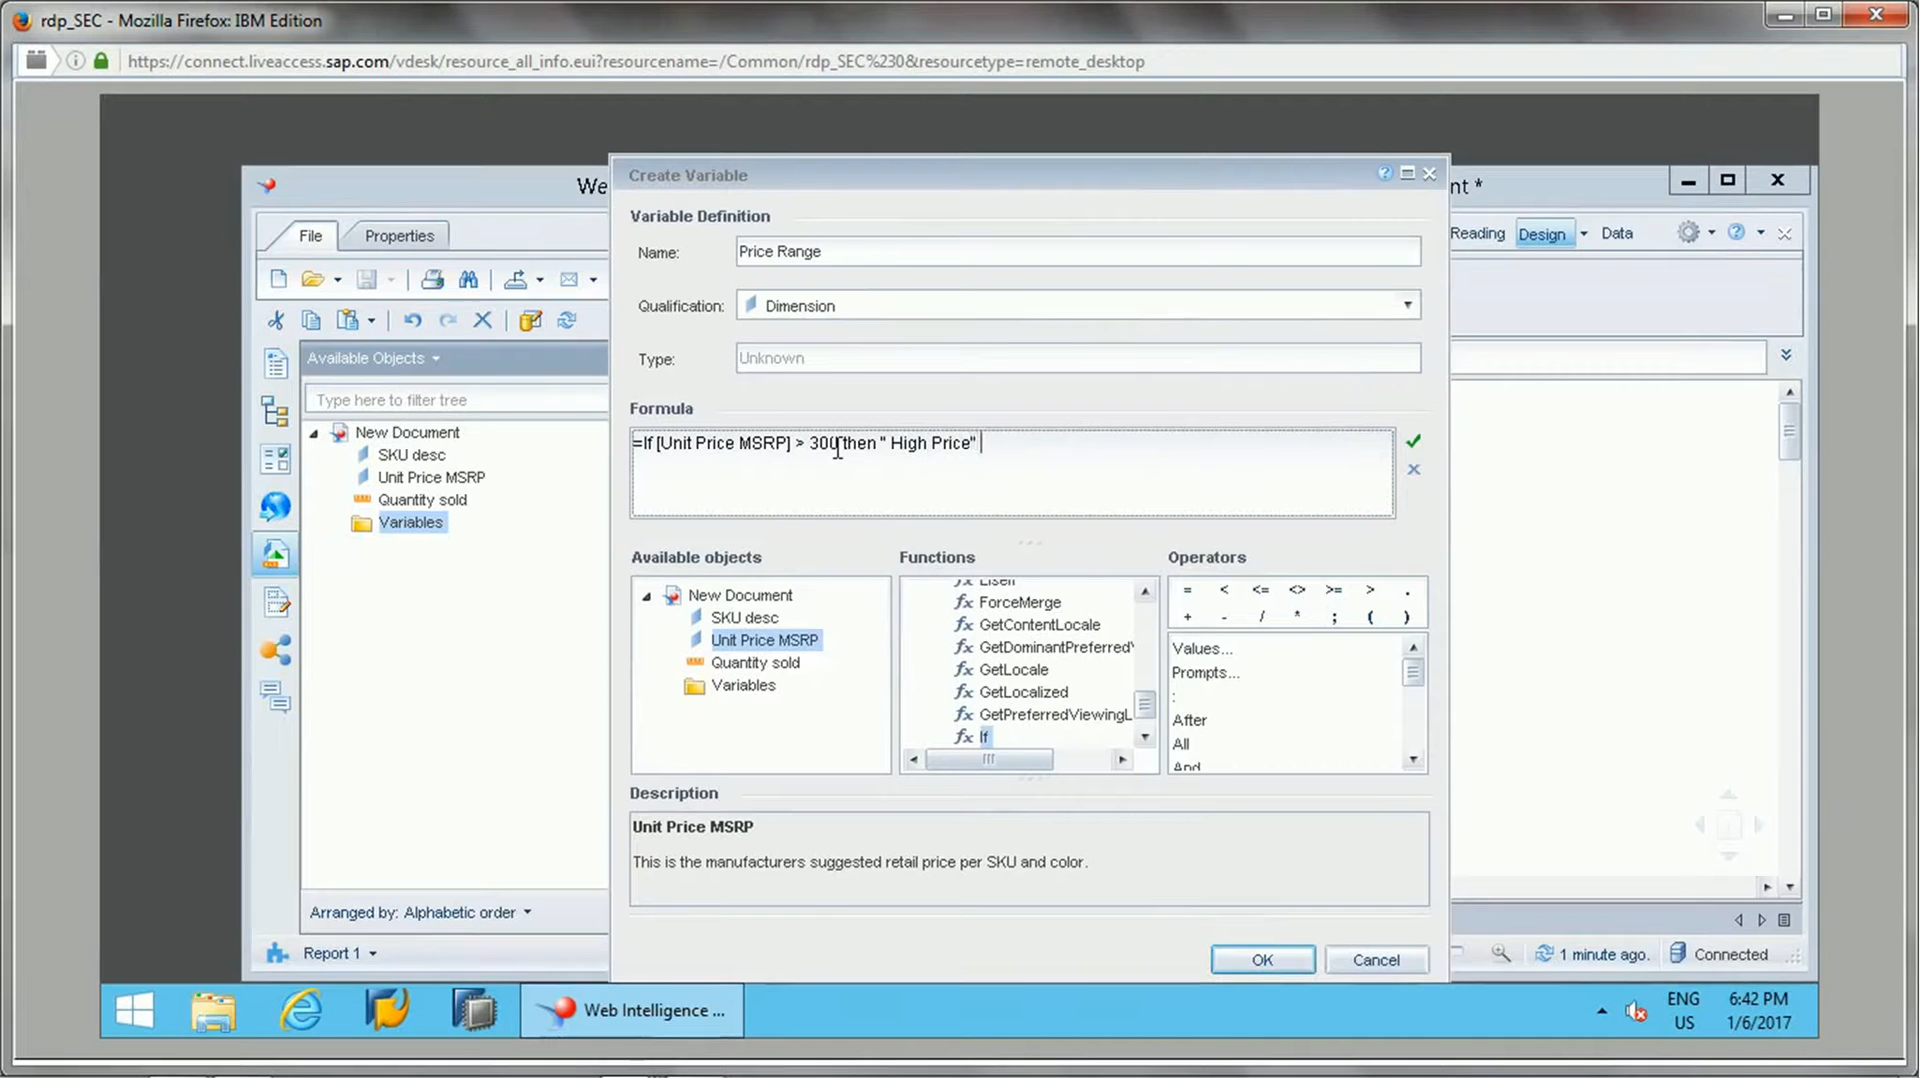 rdp_SEC - Mozilla Firefox: IBM Edition
https://connect.liveaccess.sap.com/vdesk/resource_all_info.eui?resourcename=/Common/rdp_SEC%230&resourcetype=remote_desktop
We
Create Variable
nt *
File
Properties
Reading
Design
Data
Variable Definition
Name:
Price Range
Qualification:
Dimension
Type:
Unknown
Available Objects
Type here to filter tree
New Document
SKU desc
Unit Price MSRP
Quantity sold
Variables
Formula
=If [Unit Price MSRP] > 300 then " High Price"
Available objects
Functions
Operators
New Document
SKU desc
Unit Price MSRP
Quantity sold
Variables
ElseIf
ForceMerge
GetContentLocale
GetDominantPreferredV
GetLocale
GetLocalized
GetPreferredViewingL
If
= < <= <> >= > .
+ - / * ; ( )
Values...
Prompts...
:
After
All
And
Description
Unit Price MSRP
This is the manufacturers suggested retail price per SKU and color.
Arranged by: Alphabetic order
Report 1
OK
Cancel
1 minute ago.
Connected
Web Intelligence ...
ENG
US
6:42 PM
1/6/2017